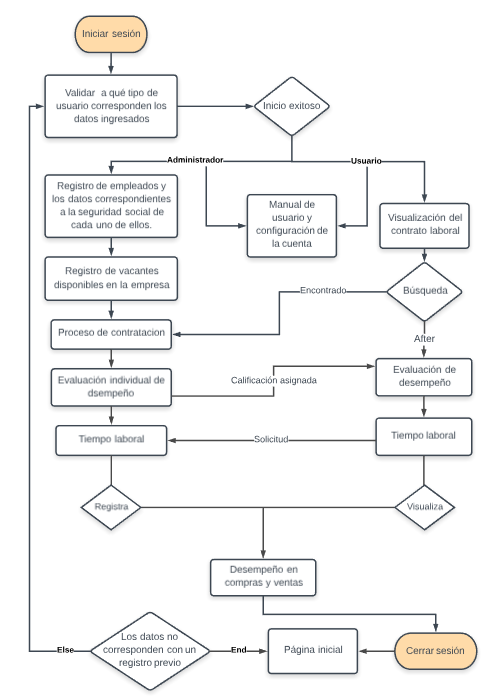 Iniciar sesión
Validar a qué tipo de
usuario corresponden los
datos ingresados
Inicio exitoso
Administrador
Usuario
Registro de empleados y
los datos correspondientes
a la seguridad social de
cada uno de ellos.
Manual de
usuario y
configuración de
la cuenta
Visualización del
contrato laboral
Registro de vacantes
disponibles en la empresa
Encontrado
Búsqueda
Proceso de contratacion
After
Evaluación individual de
dsempeño
Calificación asignada
Evaluación de
desempeño
Tiempo laboral
Solicitud
Tiempo laboral
Registra
Visualiza
Desempeño en
compras y ventas
Else
Los datos no
corresponden con un
registro previo
End
Página inicial
Cerrar sesión